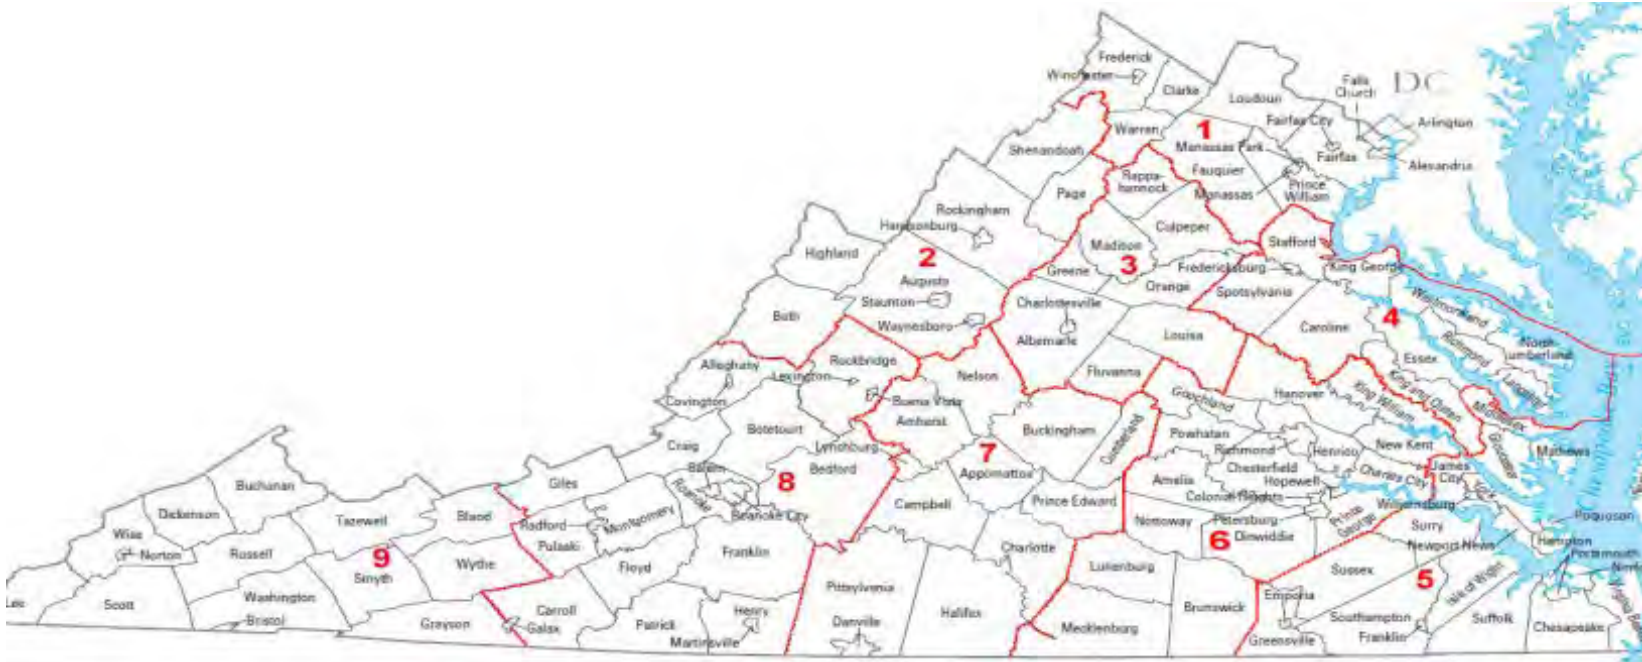 Frederick
Winchester
Clarke
Loudoun
Falls
Church
DC
Fairfax City
Arlington
Warren
1
Manassas Park
Fairfax
Alexandria
Shenandoah
Fauquier
Rappa-
hannock
Manassas
Prince
William
Page
Rockingham
Harrisonburg
Culpeper
Stafford
Madison
Highland
2
3
Fredericksburg
King George
Greene
Orange
Augusta
Spotsylvania
Staunton
Charlottesville
Westmoreland
Bath
Waynesboro
4
Caroline
Albemarle
Louisa
Richmond
North
umberland
Essex
Alleghany
Rockbridge
Lexington
Nelson
Fluvanna
Lancaster
Covington
Buena Vista
Goochland
Hanover
King William
King and Queen
Middlesex
Amherst
Botetourt
Buckingham
Cumberland
Powhatan
Craig
Lynchburg
Richmond
Henrico
New Kent
Gloucester
Mathews
Salem
Bedford
7
Appomattox
Chesterfield
Hopewell
Charles City
James
City
8
Amelia
Buchanan
Giles
Roanoke
Colonial Heights
York
Campbell
Prince Edward
Williamsburg
Dickenson
Tazewell
Bland
Radford
Montgomery
Roanoke City
Nottoway
Petersburg
Prince
George
Surry
Poquoson
Wise
Norton
Russell
9
Pulaski
Franklin
Charlotte
6
Dinwiddie
Newport News
Hampton
Portsmouth
Wythe
Floyd
Lunenburg
Sussex
5
Smyth
Isle of Wight
Pittsylvania
Scott
Washington
Bristol
Carroll
Galax
Henry
Emporia
Grayson
Patrick
Martinsville
Danville
Halifax
Mecklenburg
Brunswick
Greensville
Southampton
Franklin
Suffolk
Chesapeake